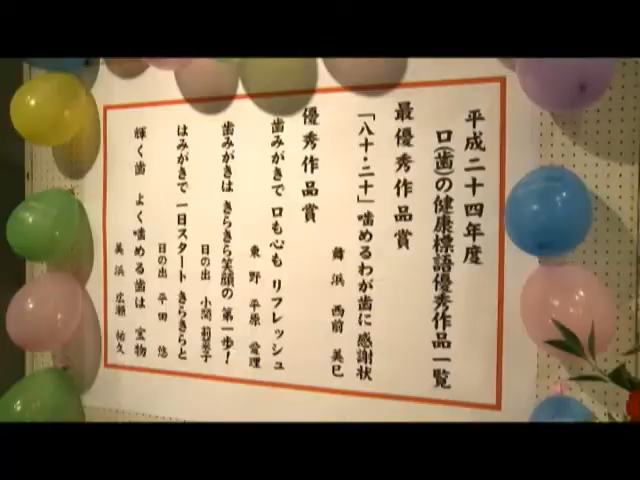 平成二十四年度
口(歯)の健康標語優秀作品一覧
最優秀作品賞
「八十・二十」噛めるわが歯に感謝状
舞浜 西前 美巳
優秀作品賞
歯みがきで 口も心も リフレッシュ
東野 平原 愛理
歯みがきは きらきら笑顔の 第一歩!
日の出 小関 莉菜子
はみがきで 一日スタート きらきらと
日の出 平田 悠
輝く歯 よく噛める歯は 宝物
美浜 広瀬 祐久